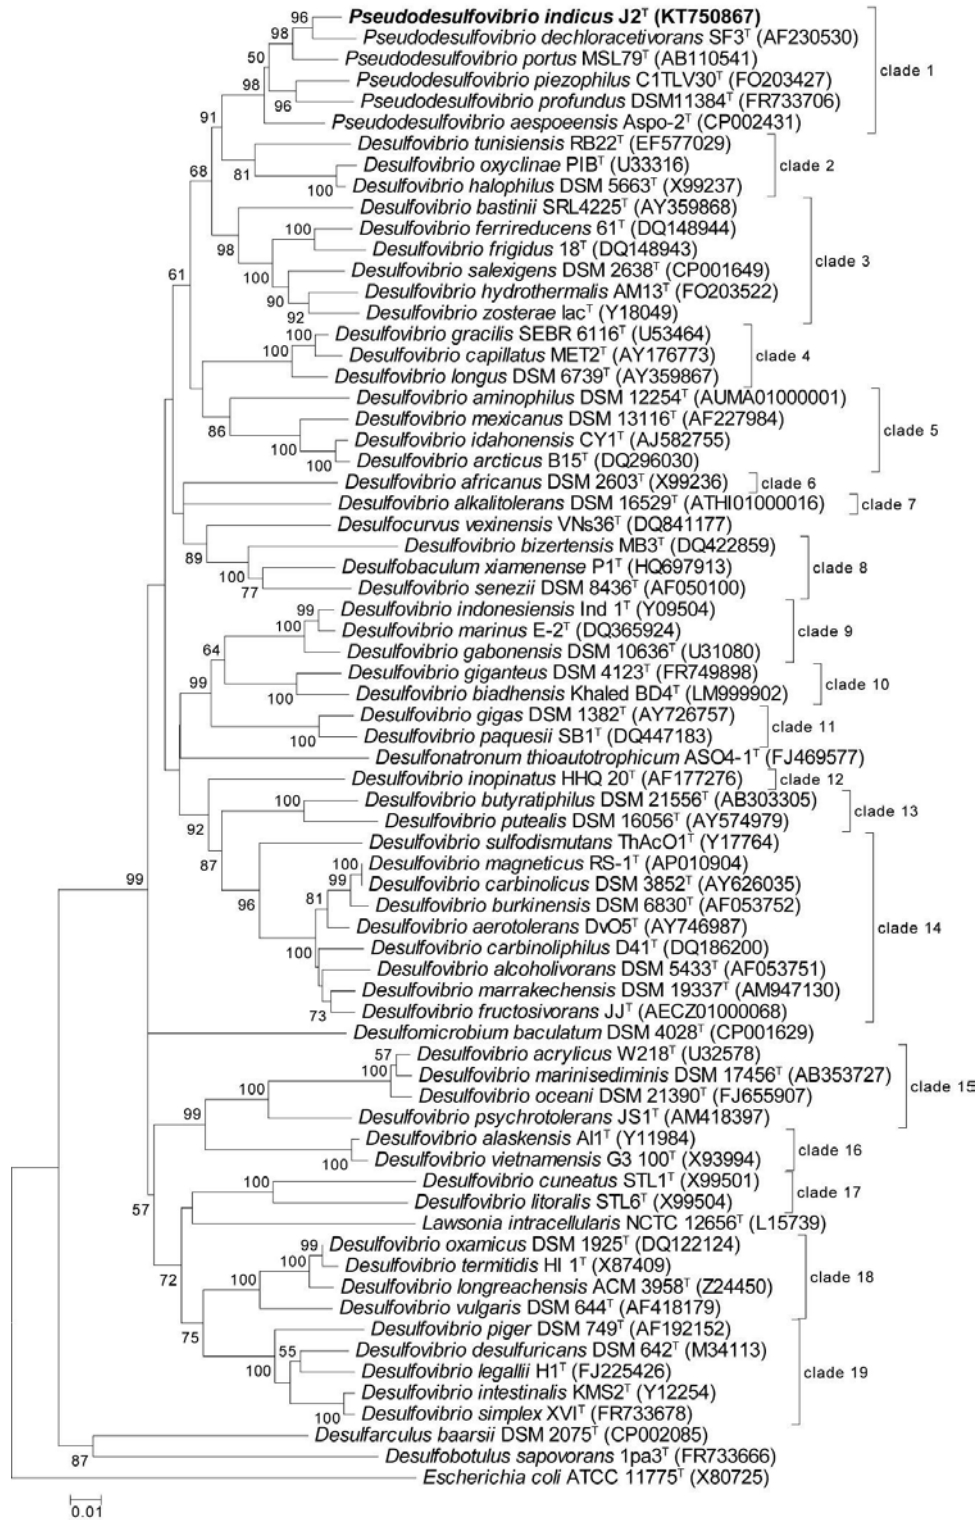 Pseudodesulfovibrio indicus J2ᵀ (KT750867)
96
Pseudodesulfovibrio dechloracetivorans SF3ᵀ (AF230530)
98
Pseudodesulfovibrio portus MSL79ᵀ (AB110541)
50
clade 1
Pseudodesulfovibrio piezophilus C1TLV30ᵀ (FO203427)
98
Pseudodesulfovibrio profundus DSM11384ᵀ (FR733706)
96
Pseudodesulfovibrio aespoeensis Aspo-2ᵀ (CP002431)
91
Desulfovibrio tunisiensis RB22ᵀ (EF577029)
Desulfovibrio oxyclinae PIBᵀ (U33316)
clade 2
68
81
Desulfovibrio halophilus DSM 5663ᵀ (X99237)
100
Desulfovibrio bastinii SRL4225ᵀ (AY359868)
Desulfovibrio ferrireducens 61ᵀ (DQ148944)
100
98
Desulfovibrio frigidus 18ᵀ (DQ148943)
clade 3
61
Desulfovibrio salexigens DSM 2638ᵀ (CP001649)
100
Desulfovibrio hydrothermalis AM13ᵀ (FO203522)
90
Desulfovibrio zosterae lacᵀ (Y18049)
92
Desulfovibrio gracilis SEBR 6116ᵀ (U53464)
100
Desulfovibrio capillatus MET2ᵀ (AY176773)
100
clade 4
Desulfovibrio longus DSM 6739ᵀ (AY359867)
Desulfovibrio aminophilus DSM 12254ᵀ (AUMA01000001)
Desulfovibrio mexicanus DSM 13116ᵀ (AF227984)
86
clade 5
Desulfovibrio idahonensis CY1ᵀ (AJ582755)
100
Desulfovibrio arcticus B15ᵀ (DQ296030)
100
Desulfovibrio africanus DSM 2603ᵀ (X99236)
clade 6
Desulfovibrio alkalitolerans DSM 16529ᵀ (ATHI01000016)
clade 7
Desulfocurvus vexinensis VNs36ᵀ (DQ841177)
Desulfovibrio bizertensis MB3ᵀ (DQ422859)
89
Desulfobaculum xiamenense P1ᵀ (HQ697913)
clade 8
100
Desulfovibrio senezii DSM 8436ᵀ (AF050100)
77
Desulfovibrio indonesiensis Ind 1ᵀ (Y09504)
99
Desulfovibrio marinus E-2ᵀ (DQ365924)
100
clade 9
Desulfovibrio gabonensis DSM 10636ᵀ (U31080)
64
Desulfovibrio giganteus DSM 4123ᵀ (FR749898)
99
clade 10
Desulfovibrio biadhensis Khaled BD4ᵀ (LM999902)
100
Desulfovibrio gigas DSM 1382ᵀ (AY726757)
clade 11
Desulfovibrio paquesii SB1ᵀ (DQ447183)
100
Desulfonatronum thioautotrophicum ASO4-1ᵀ (FJ469577)
Desulfovibrio inopinatus HHQ 20ᵀ (AF177276)
clade 12
Desulfovibrio butyratiphilus DSM 21556ᵀ (AB303305)
100
clade 13
92
Desulfovibrio putealis DSM 16056ᵀ (AY574979)
Desulfovibrio sulfodismutans ThAcO1ᵀ (Y17764)
87
Desulfovibrio magneticus RS-1ᵀ (AP010904)
100
99
99
Desulfovibrio carbinolicus DSM 3852ᵀ (AY626035)
81
Desulfovibrio burkinensis DSM 6830ᵀ (AF053752)
96
Desulfovibrio aerotolerans DvO5ᵀ (AY746987)
clade 14
Desulfovibrio carbinoliphilus D41ᵀ (DQ186200)
100
Desulfovibrio alcoholivorans DSM 5433ᵀ (AF053751)
Desulfovibrio marrakechensis DSM 19337ᵀ (AM947130)
Desulfovibrio fructosivorans JJᵀ (AECZ01000068)
73
Desulfomicrobium baculatum DSM 4028ᵀ (CP001629)
Desulfovibrio acrylicus W218ᵀ (U32578)
57
Desulfovibrio marinisediminis DSM 17456ᵀ (AB353727)
100
clade 15
100
Desulfovibrio oceani DSM 21390ᵀ (FJ655907)
Desulfovibrio psychrotolerans JS1ᵀ (AM418397)
99
Desulfovibrio alaskensis Al1ᵀ (Y11984)
clade 16
Desulfovibrio vietnamensis G3 100ᵀ (X93994)
100
Desulfovibrio cuneatus STL1ᵀ (X99501)
100
clade 17
Desulfovibrio litoralis STL6ᵀ (X99504)
57
Lawsonia intracellularis NCTC 12656ᵀ (L15739)
Desulfovibrio oxamicus DSM 1925ᵀ (DQ122124)
99
Desulfovibrio termitidis HI 1ᵀ (X87409)
100
clade 18
72
100
Desulfovibrio longreachensis ACM 3958ᵀ (Z24450)
Desulfovibrio vulgaris DSM 644ᵀ (AF418179)
Desulfovibrio piger DSM 749ᵀ (AF192152)
75
Desulfovibrio desulfuricans DSM 642ᵀ (M34113)
55
Desulfovibrio legallii H1ᵀ (FJ225426)
clade 19
100
Desulfovibrio intestinalis KMS2ᵀ (Y12254)
Desulfovibrio simplex XVIᵀ (FR733678)
100
Desulfarculus baarsii DSM 2075ᵀ (CP002085)
Desulfobotulus sapovorans 1pa3ᵀ (FR733666)
87
Escherichia coli ATCC 11775ᵀ (X80725)
0.01